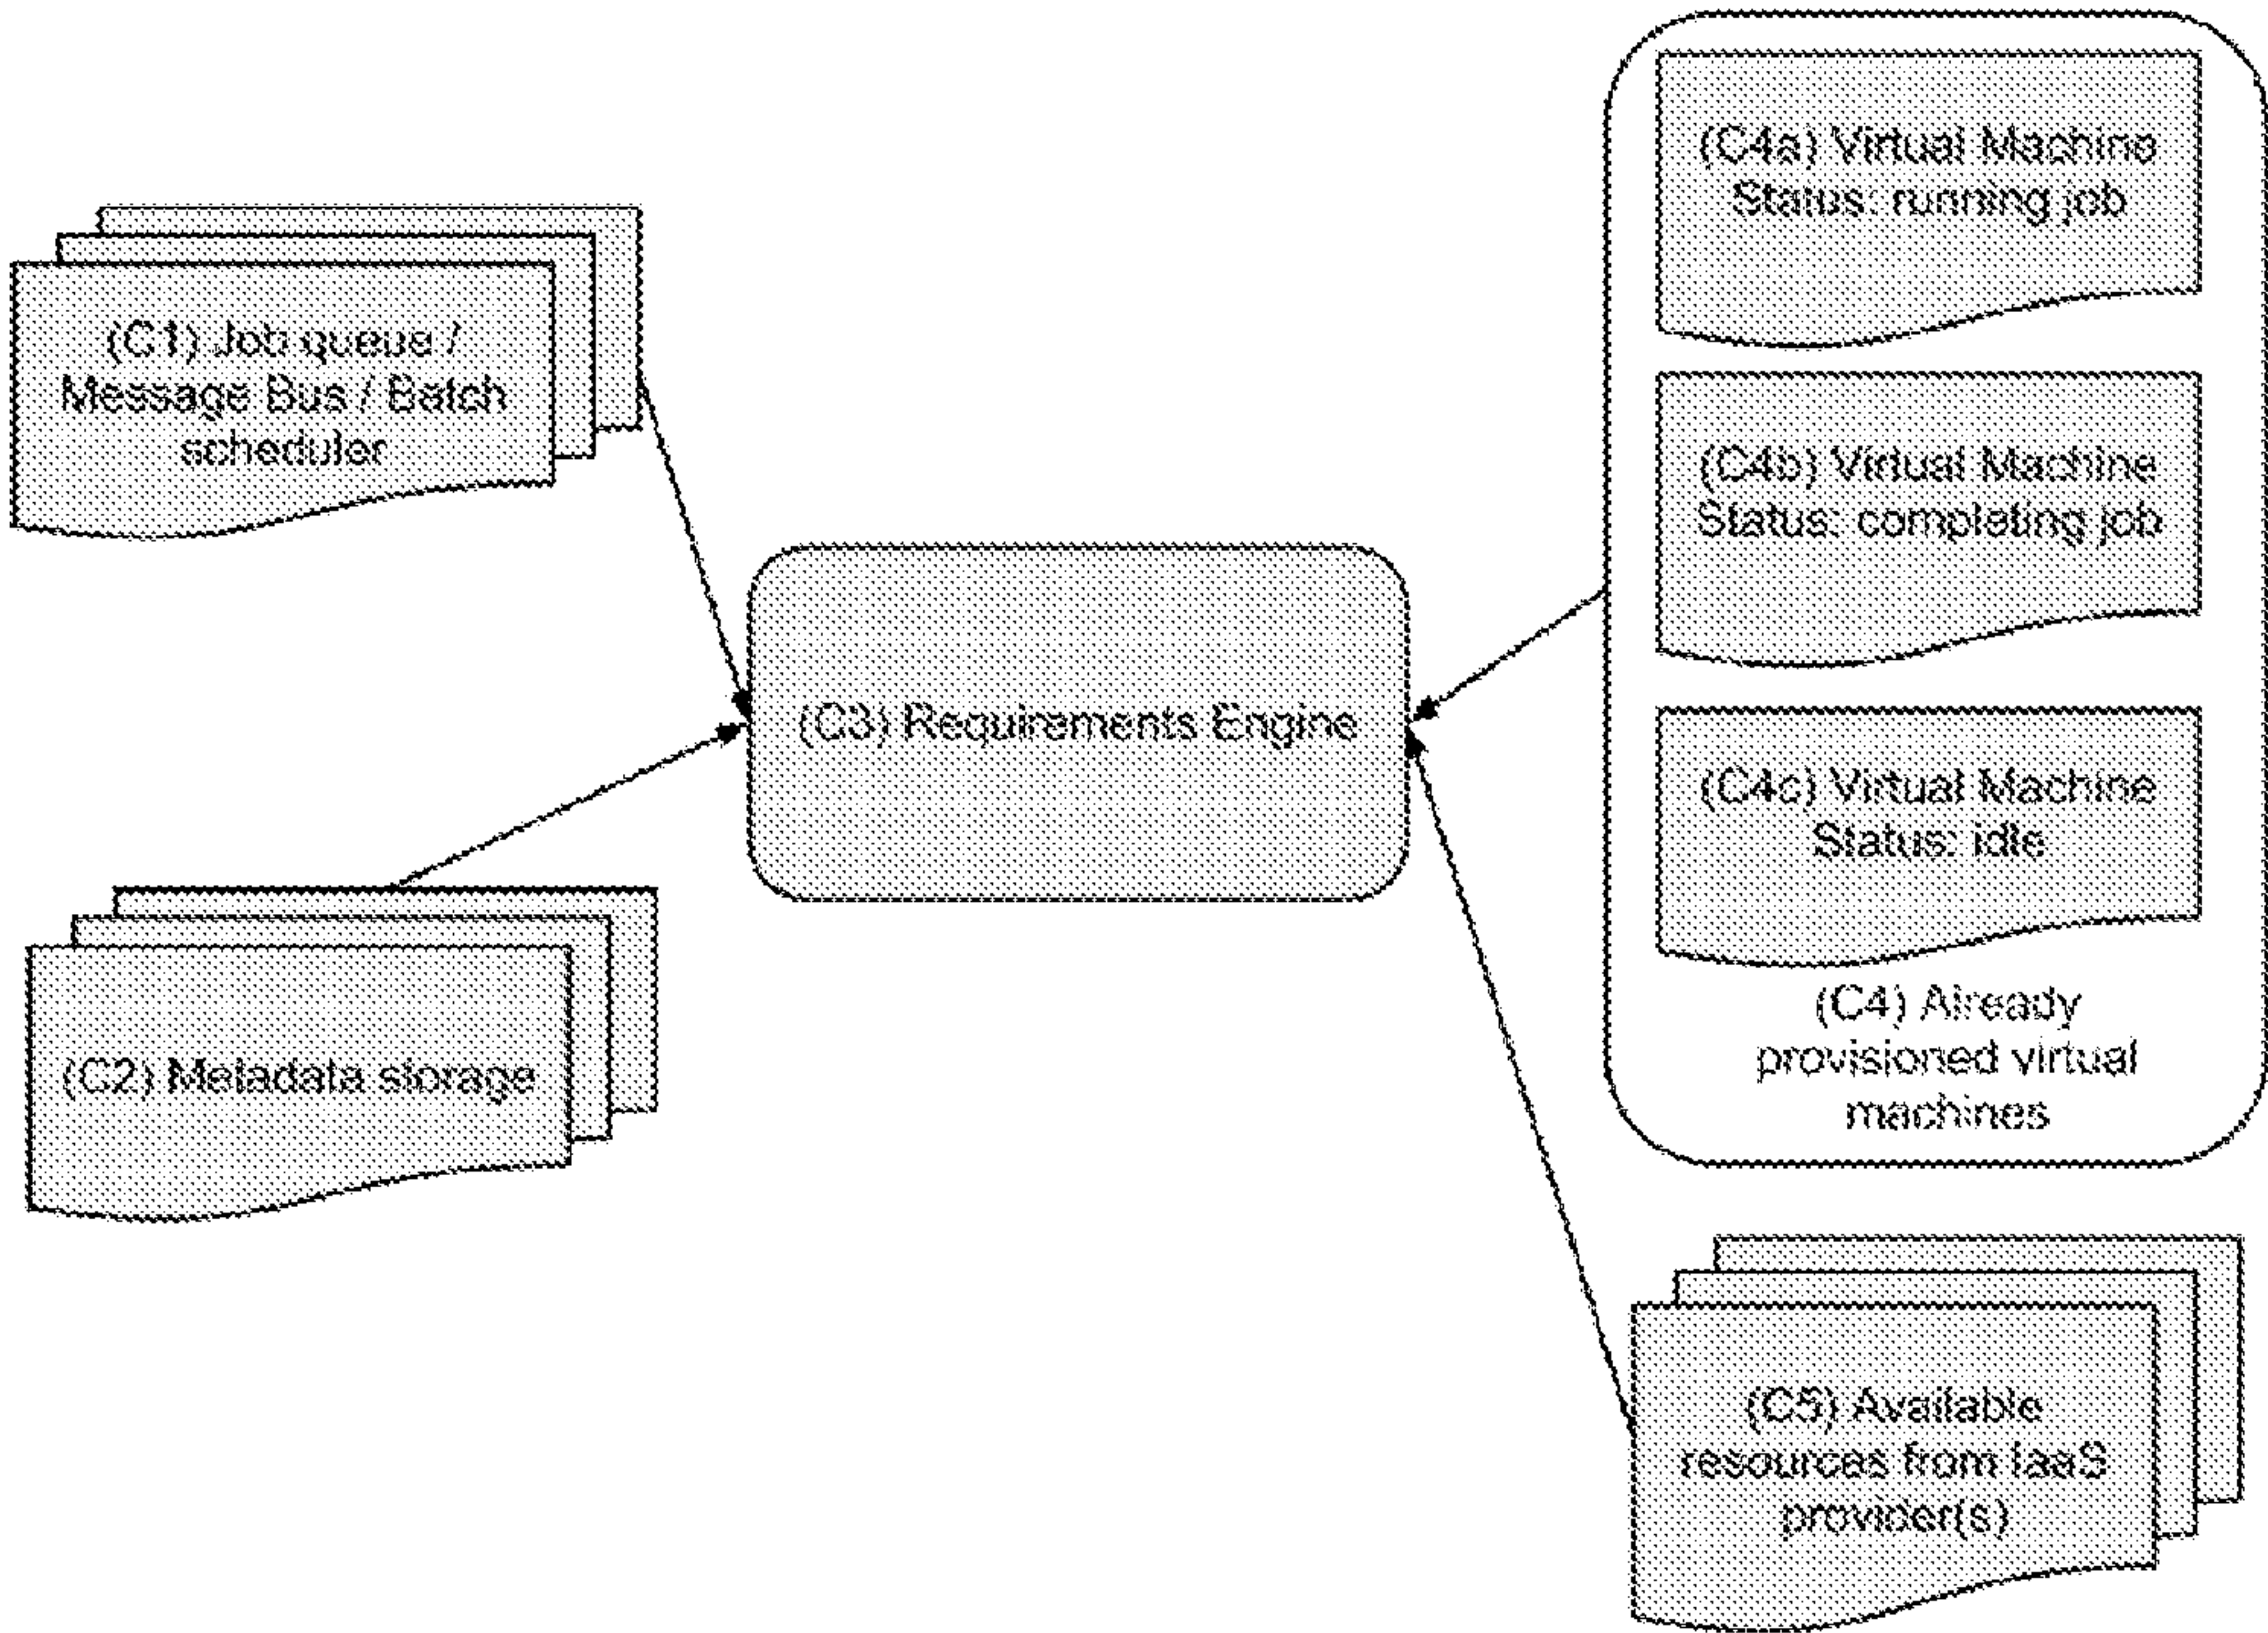 (C1) Job queue /
Message Bus / Batch
scheduler
(C2) Metadata storage
(C3) Requirements Engine
(C4a) Virtual Machine
Status: running job
(C4b) Virtual Machine
Status: completing job
(C4c) Virtual Machine
Status: idle
(C4) Already
provisioned virtual
machines
(C5) Available
resources from IaaS
provider(s)